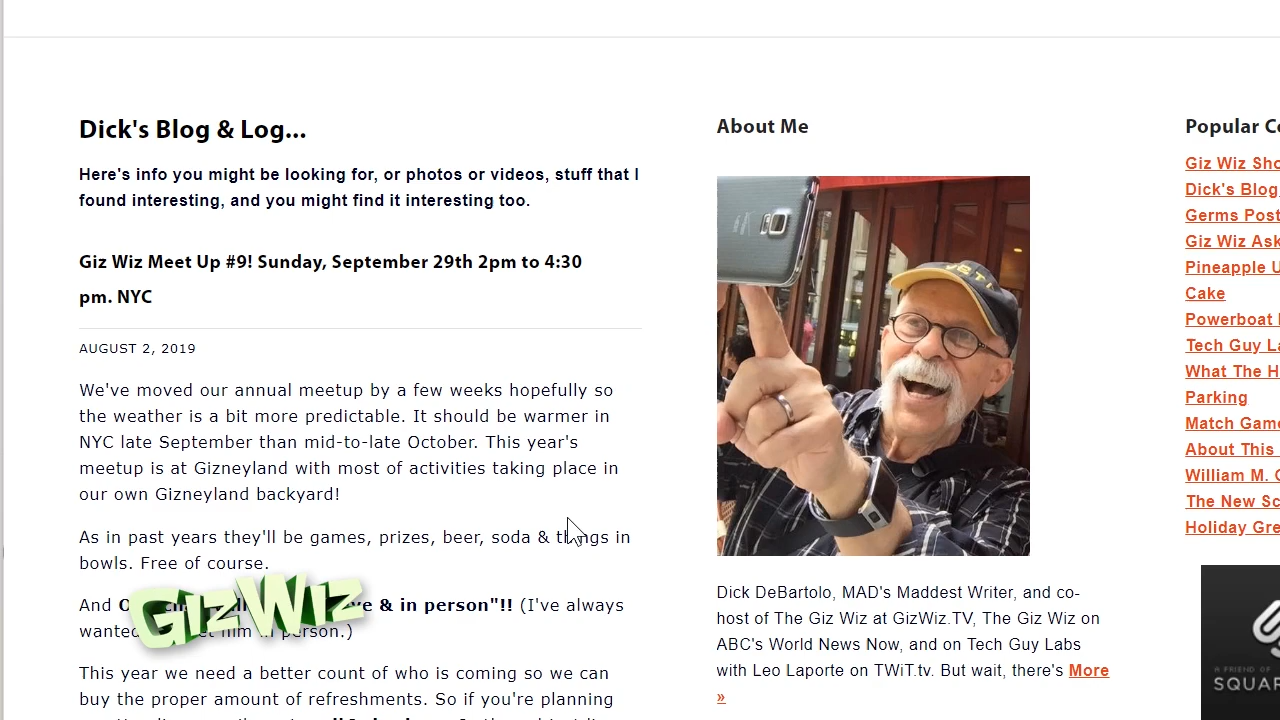 Dick's Blog & Log...
Here's info you might be looking for, or photos or videos, stuff that I
found interesting, and you might find it interesting too.
Giz Wiz Meet Up #9! Sunday, September 29th 2pm to 4:30
pm. NYC
AUGUST 2, 2019
We've moved our annual meetup by a few weeks hopefully so
the weather is a bit more predictable. It should be warmer in
NYC late September than mid-to-late October. This year's
meetup is at Gizneyland with most of activities taking place in
our own Gizneyland backyard!
As in past years they'll be games, prizes, beer, soda & things in
bowls. Free of course.
And & in person"!! (I've always
wanted him in person.)
GizWiz
This year we need a better count of who is coming so we can
buy the proper amount of refreshments. So if you're planning
About Me
Dick DeBartolo, MAD's Maddest Writer, and co-
host of The Giz Wiz at GizWiz.TV, The Giz Wiz on
ABC's World News Now, and on Tech Guy Labs
with Leo Laporte on TWiT.tv. But wait, there's More
»
Popular Co
Giz Wiz Sho
Dick's Blog
Germs Post
Giz Wiz Ask
Pineapple U
Cake
Powerboat
Tech Guy La
What The H
Parking
Match Game
About This
William M.
The New Sc
Holiday Gre
A FRIEND OF
SQUAR